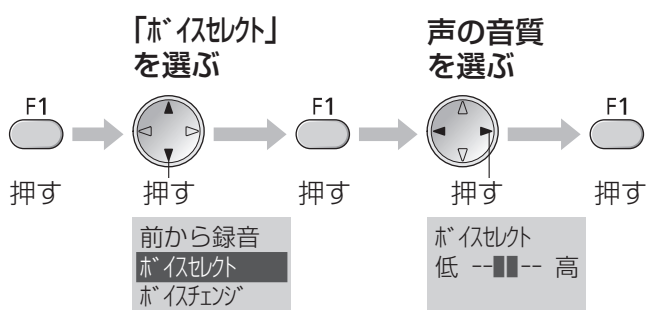 「ﾎﾞｲｽｾﾚｸﾄ」
を選ぶ
声の音質
を選ぶ
F1
F1
F1
押す
押す
押す
押す
押す
前から録音
ﾎﾞｲｽｾﾚｸﾄ
ﾎﾞｲｽﾁｪﾝｼﾞ
ﾎﾞｲｽｾﾚｸﾄ
低 --▮▮-- 高